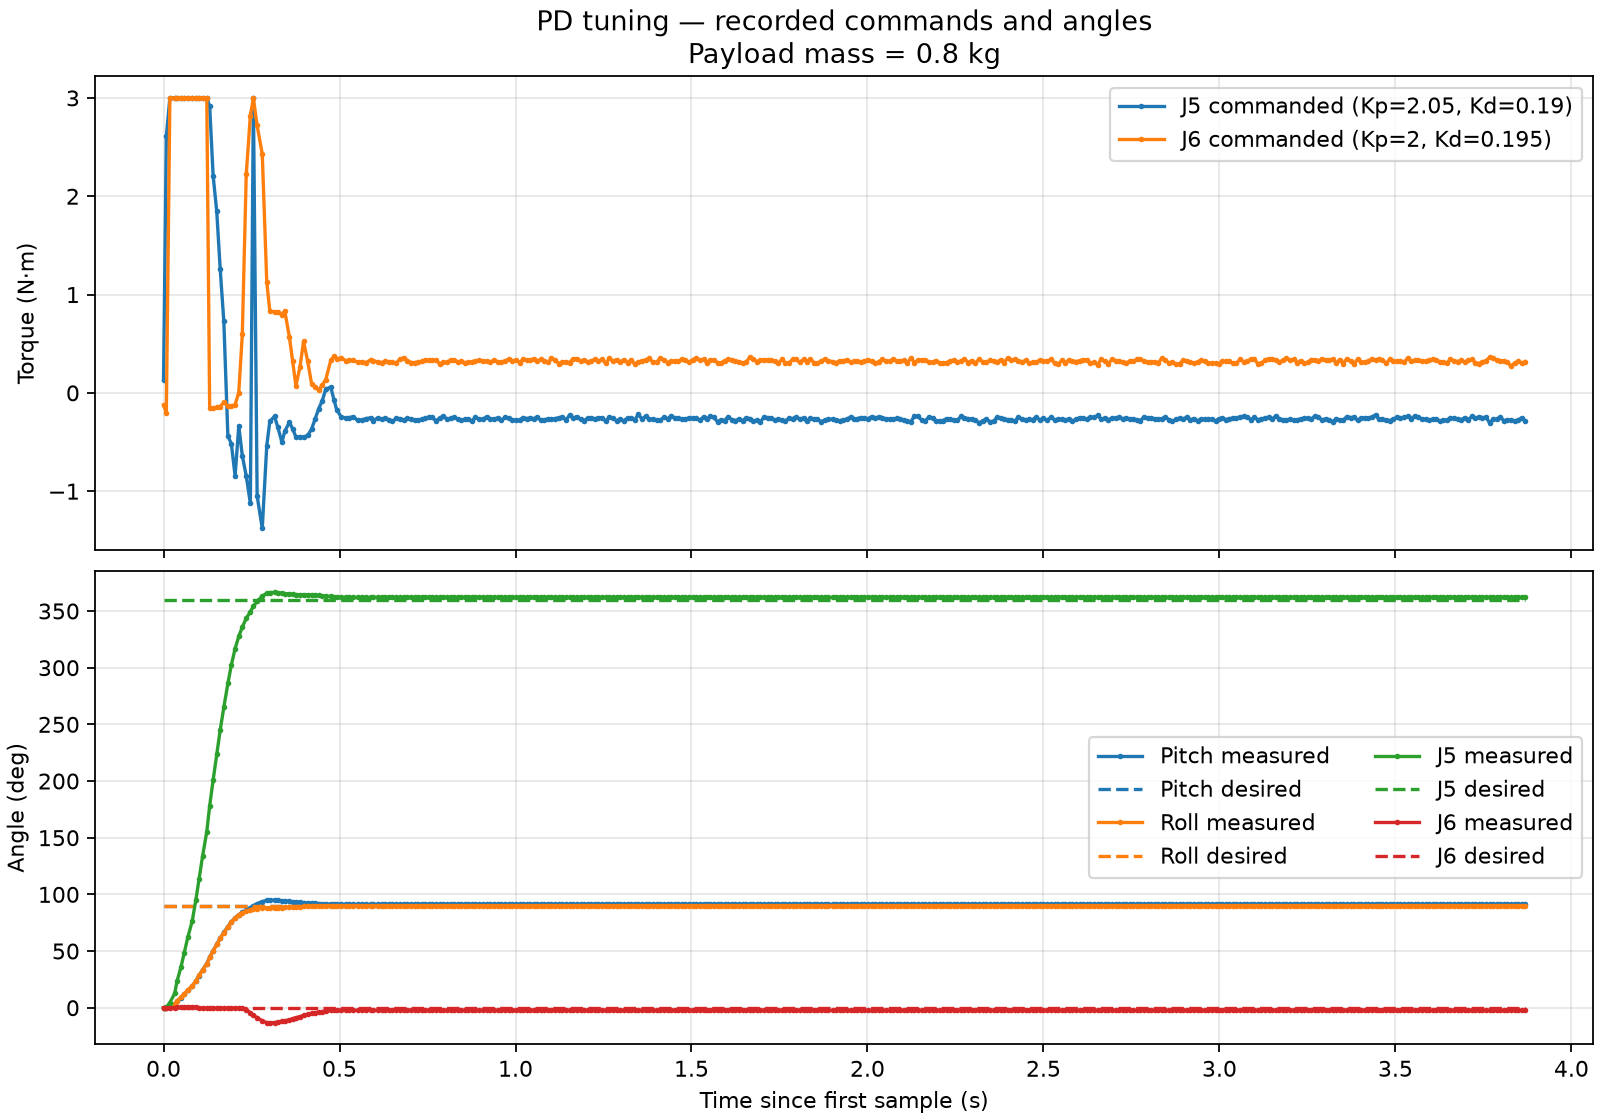 PD tuning — recorded commands and angles
Payload mass = 0.8 kg
J5 commanded (Kp=2.05, Kd=0.19)
J6 commanded (Kp=2, Kd=0.195)
Torque (N·m)
3
2
1
0
−1
Angle (deg)
350
300
250
200
150
100
50
0
Pitch measured
Pitch desired
Roll measured
Roll desired
J5 measured
J5 desired
J6 measured
J6 desired
0.0 0.5 1.0 1.5 2.0 2.5 3.0 3.5 4.0
Time since first sample (s)